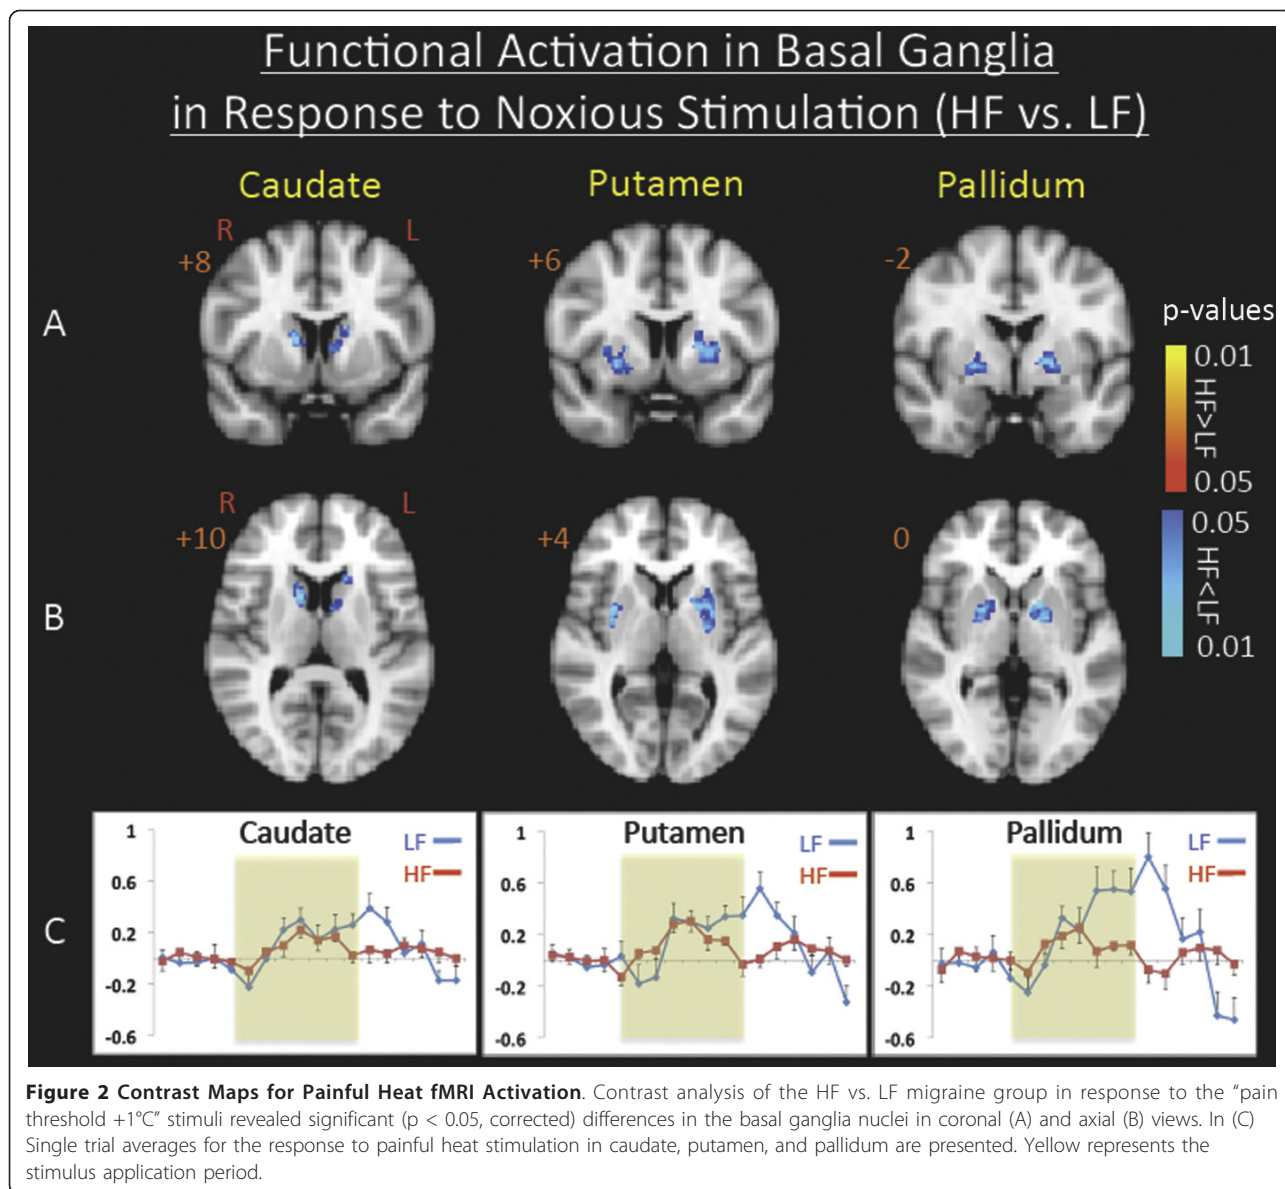 Functional Activation in Basal Ganglia
in Response to Noxious Stimulation (HF vs. LF)
Caudate Putamen Pallidum
R L
+8 +6 -2
A
p-values
0.01
HF>LF
0.05
0.05
HF<LF
0.01
R L
+10 +4 0
B
C
Caudate
LF
HF
1
0.6
0.2
-0.2
-0.6
Putamen
LF
HF
1
0.6
0.2
-0.2
-0.6
Pallidum
LF
HF
1
0.6
0.2
-0.2
-0.6
Figure 2 Contrast Maps for Painful Heat fMRI Activation. Contrast analysis of the HF vs. LF migraine group in response to the “pain
threshold +1°C” stimuli revealed significant (p < 0.05, corrected) differences in the basal ganglia nuclei in coronal (A) and axial (B) views. In (C)
Single trial averages for the response to painful heat stimulation in caudate, putamen, and pallidum are presented. Yellow represents the
stimulus application period.